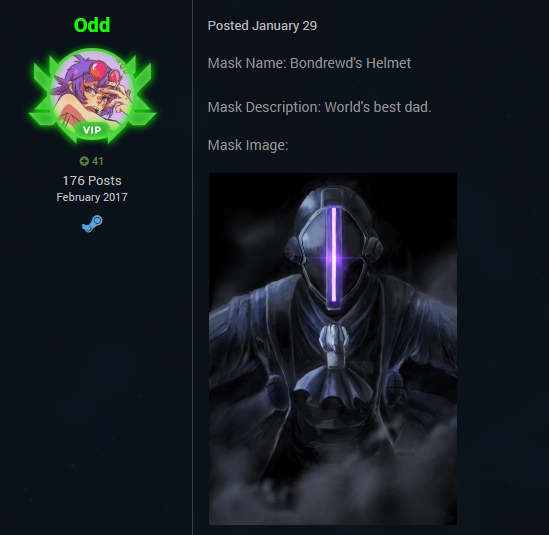 Odd
VIP
41
176 Posts
February 2017
Posted January 29
Mask Name: Bondrewd's Helmet
Mask Description: World's best dad.
Mask Image: